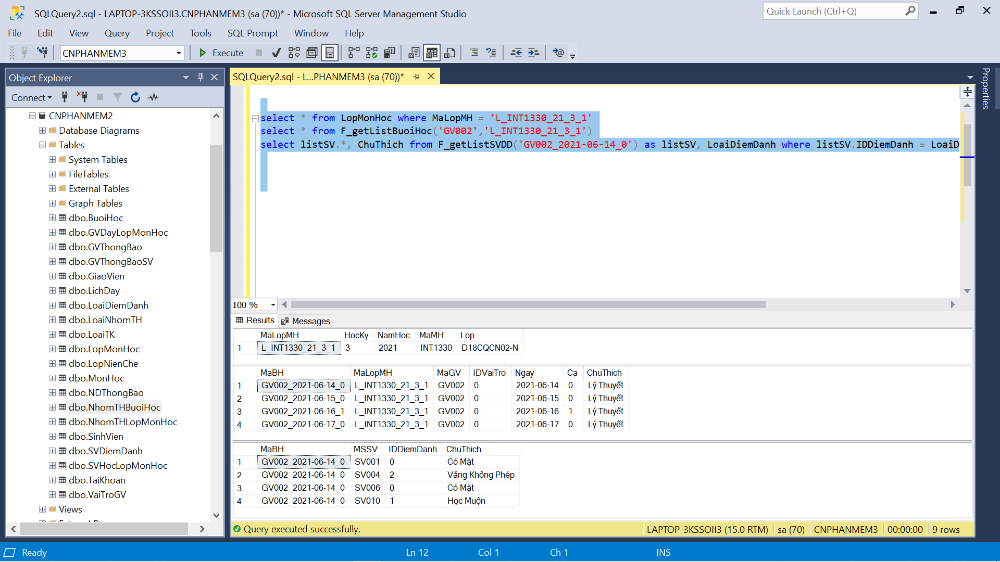 SQLQuery2.sql - LAPTOP-3KSSOII3.CNPHANMEM3 (sa (70))* - Microsoft SQL Server Management Studio
Quick Launch (Ctrl+Q)
File Edit View Query Project Tools SQL Prompt Window Help
CNPHANMEM3 Execute
Object Explorer
Connect
CNPHANMEM2
Database Diagrams
Tables
System Tables
FileTables
External Tables
Graph Tables
dbo.BuoiHoc
dbo.GVDayLopMonHoc
dbo.GVThongBao
dbo.GVThongBaoSV
dbo.GiaoVien
dbo.LichDay
dbo.LoaiDiemDanh
dbo.LoaiNhomTH
dbo.LoaiTK
dbo.LopMonHoc
dbo.LopNienChe
dbo.MonHoc
dbo.NDThongBao
dbo.NhomTHBuoiHoc
dbo.NhomTHLopMonHoc
dbo.SinhVien
dbo.SVDiemDanh
dbo.SVHocLopMonHoc
dbo.TaiKhoan
dbo.VaiTroGV
Views
SQLQuery2.sql - L...PHANMEM3 (sa (70))*
Properties
select * from LopMonHoc where MaLopMH = 'L_INT1330_21_3_1'
select * from F_getListBuoiHoc('GV002','L_INT1330_21_3_1')
select listSV.*, ChuThich from F_getListSVDD('GV002_2021-06-14_0') as listSV, LoaiDiemDanh where listSV.IDDiemDanh = LoaiD
100 %
Results Messages
MaLopMH HocKy NamHoc MaMH Lop
1 L_INT1330_21_3_1 3 2021 INT1330 D18CQCN02-N
MaBH MaLopMH MaGV IDVaiTro Ngay Ca ChuThich
1 GV002_2021-06-14_0 L_INT1330_21_3_1 GV002 0 2021-06-14 0 Lý Thuyết
2 GV002_2021-06-15_0 L_INT1330_21_3_1 GV002 0 2021-06-15 0 Lý Thuyết
3 GV002_2021-06-16_1 L_INT1330_21_3_1 GV002 0 2021-06-16 1 Lý Thuyết
4 GV002_2021-06-17_0 L_INT1330_21_3_1 GV002 0 2021-06-17 0 Lý Thuyết
MaBH MSSV IDDiemDanh ChuThich
1 GV002_2021-06-14_0 SV001 0 Có Mặt
2 GV002_2021-06-14_0 SV004 2 Vắng Không Phép
3 GV002_2021-06-14_0 SV006 0 Có Mặt
4 GV002_2021-06-14_0 SV010 1 Học Muộn
Query executed successfully. LAPTOP-3KSSOII3 (15.0 RTM) sa (70) CNPHANMEM3 00:00:00 9 rows
Ready Ln 12 Col 1 Ch 1 INS